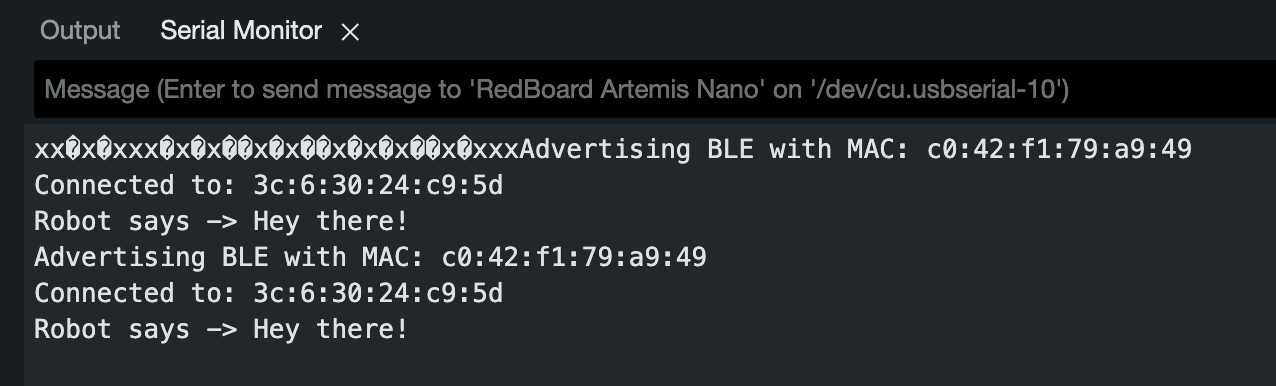 Output Serial Monitor
Message (Enter to send message to 'RedBoard Artemis Nano' on '/dev/cu.usbserial-10')
xx�x�xxx�x�x��x�x��x�x�x��x�xxxAdvertising BLE with MAC: c0:42:f1:79:a9:49
Connected to: 3c:6:30:24:c9:5d
Robot says -> Hey there!
Advertising BLE with MAC: c0:42:f1:79:a9:49
Connected to: 3c:6:30:24:c9:5d
Robot says -> Hey there!